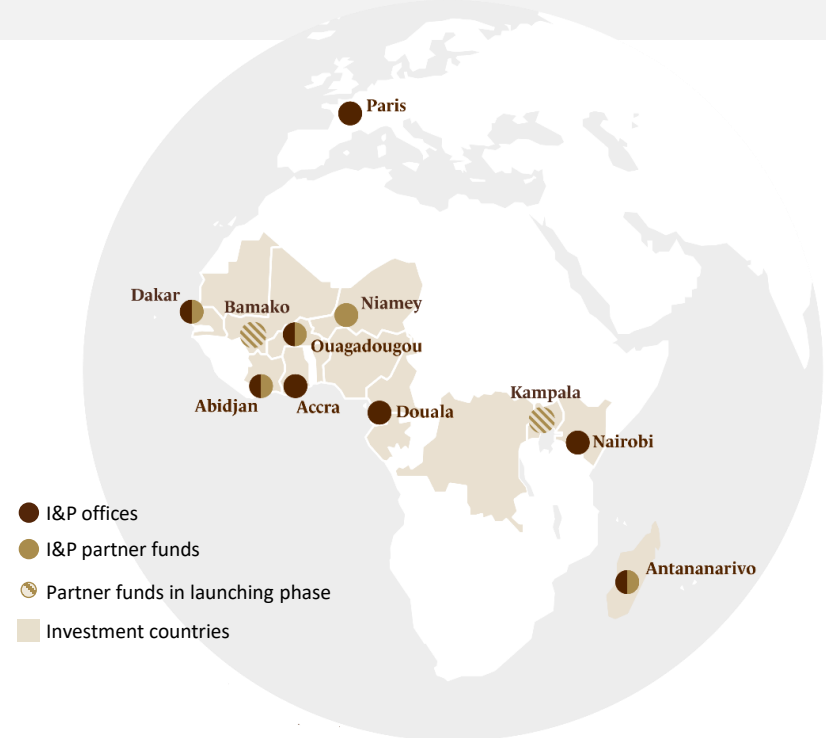 Paris
Dakar
Bamako
Niamey
Ouagadougou
Abidjan
Accra
Douala
Kampala
Nairobi
Antananarivo
I&P offices
I&P partner funds
Partner funds in launching phase
Investment countries